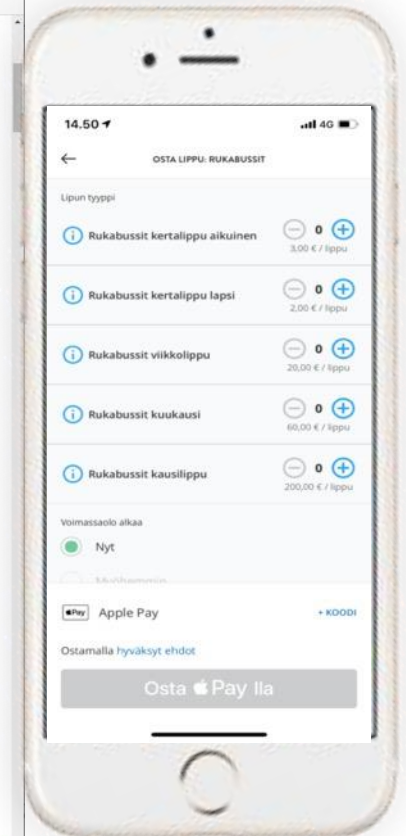 14.50
4G
OSTA LIPPU: RUKABUSSIT
Lipun tyyppi
Rukabussit kertalippu aikuinen
0
3,00 € / lippu
Rukabussit kertalippu lapsi
0
2,00 € / lippu
Rukabussit viikkolippu
0
20,00 € / lippu
Rukabussit kuukausi
0
60,00 € / lippu
Rukabussit kausilippu
0
200,00 € / lippu
Voimassaolo alkaa
Nyt
Myöhemmin
Pay Apple Pay + KOODI
Ostamalla hyväksyt ehdot
Osta Pay lla